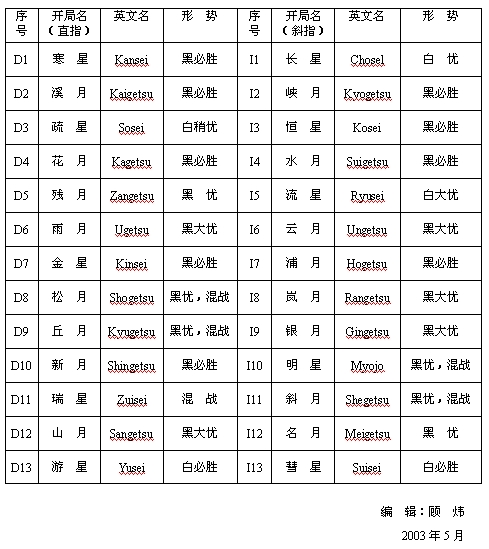 序号 开局名（直指） 英文名 形 势 序号 开局名（斜指） 英文名 形 势
D1 寒 星 Kansei 黑必胜 I1 长 星 Chosel 白 优
D2 溪 月 Kaigetsu 黑必胜 I2 峡 月 Kyogetsu 黑必胜
D3 疏 星 Sosei 白稍优 I3 恒 星 Kosei 黑必胜
D4 花 月 Kagetsu 黑必胜 I4 水 月 Suigetsu 黑必胜
D5 残 月 Zangetsu 黑 优 I5 流 星 Ryusei 白大优
D6 雨 月 Ugetsu 黑大优 I6 云 月 Ungetsu 黑大优
D7 金 星 Kinsei 黑必胜 I7 浦 月 Hogetsu 黑必胜
D8 松 月 Shogetsu 黑优，混战 I8 岚 月 Rangetsu 黑大优
D9 丘 月 Kyugetsu 黑优，混战 I9 银 月 Gingetsu 黑大优
D10 新 月 Shingetsu 黑必胜 I10 明 星 Myojo 黑优，混战
D11 瑞 星 Zuisei 混 战 I11 斜 月 Shegetsu 黑优，混战
D12 山 月 Sangetsu 黑大优 I12 名 月 Meigetsu 黑 优
D13 游 星 Yusei 白必胜 I13 彗 星 Suisei 白必胜
编 辑：顾 炜
2003 年 5 月